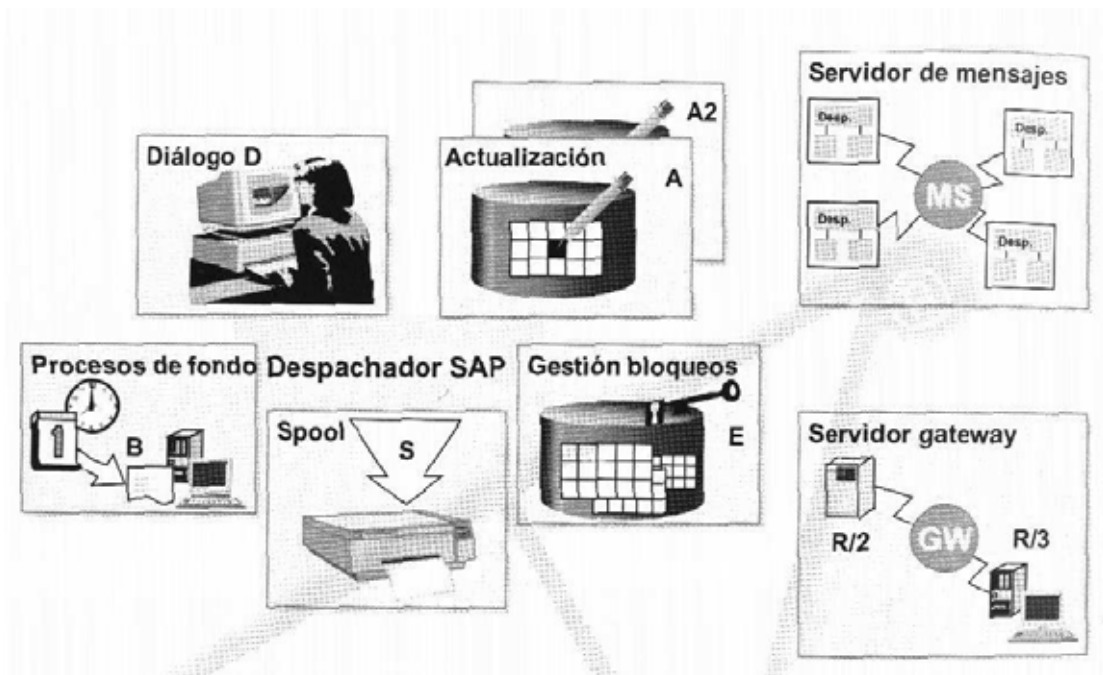 Servidor de mensajes
Desp.
Desp.
MS
Desp.
Desp.
A2
Actualización
A
Diálogo D
Procesos de fondo
1
B
Despachador SAP
Spool
S
Gestión bloqueos
E
Servidor gateway
R/2
GW
R/3